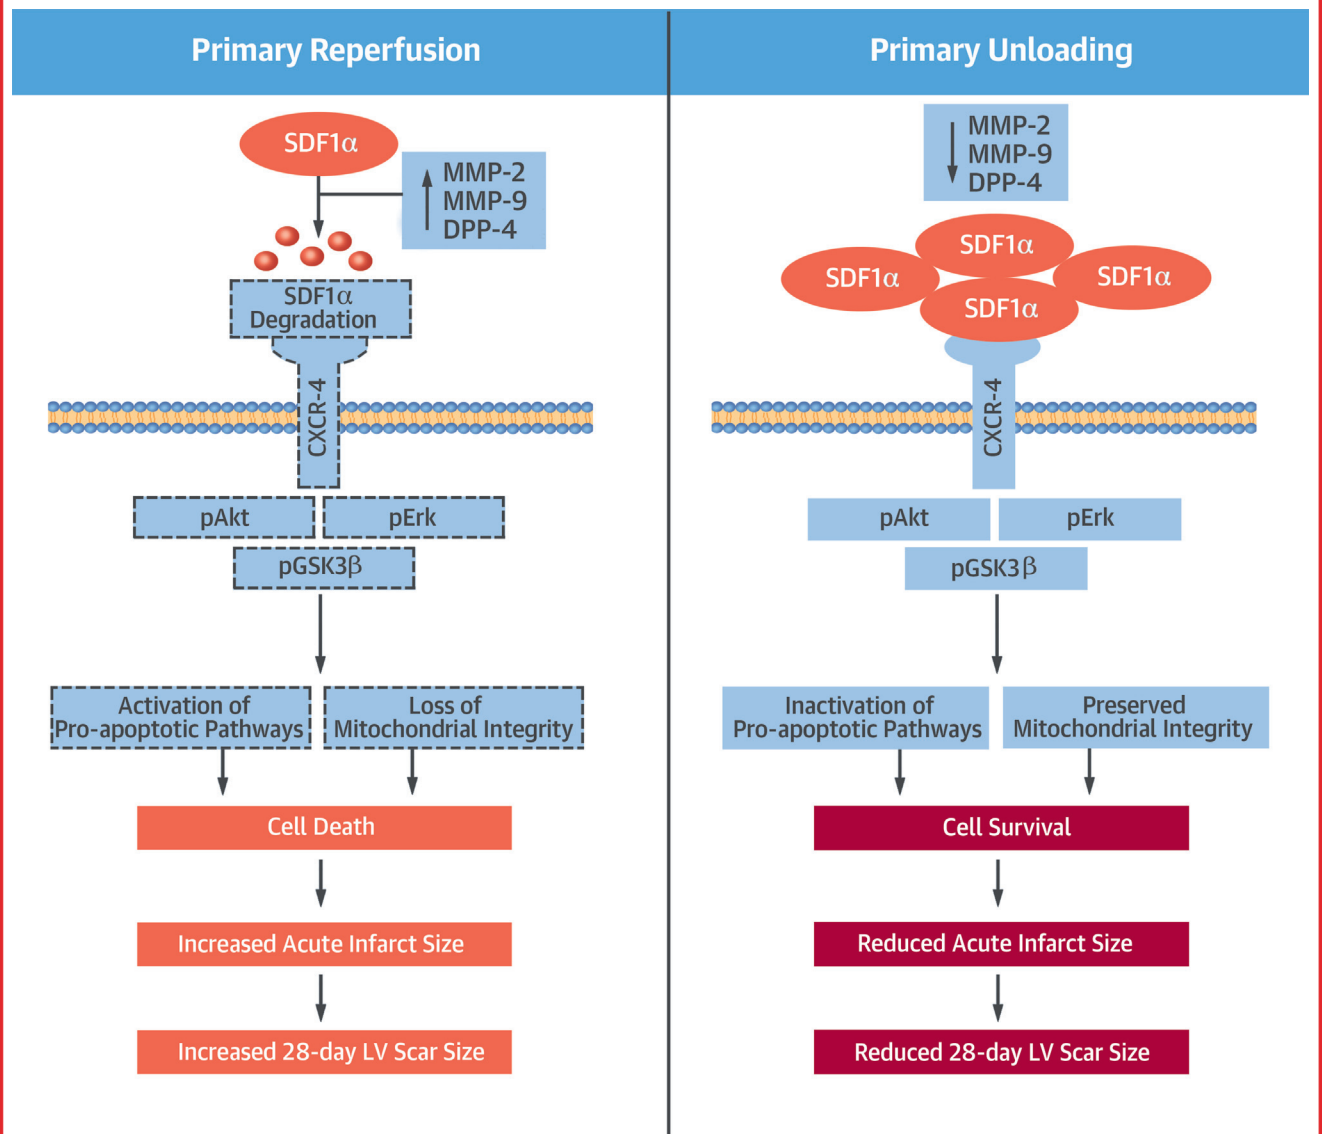 Primary Reperfusion
SDF1α
MMP-2
MMP-9
DPP-4
SDF1α
Degradation
CXCR-4
pAkt
pErk
pGSK3β
Activation of
Pro-apoptotic Pathways
Loss of
Mitochondrial Integrity
Cell Death
Increased Acute Infarct Size
Increased 28-day LV Scar Size
Primary Unloading
MMP-2
MMP-9
DPP-4
SDF1α
SDF1α
SDF1α
SDF1α
CXCR-4
pAkt
pErk
pGSK3β
Inactivation of
Pro-apoptotic Pathways
Preserved
Mitochondrial Integrity
Cell Survival
Reduced Acute Infarct Size
Reduced 28-day LV Scar Size